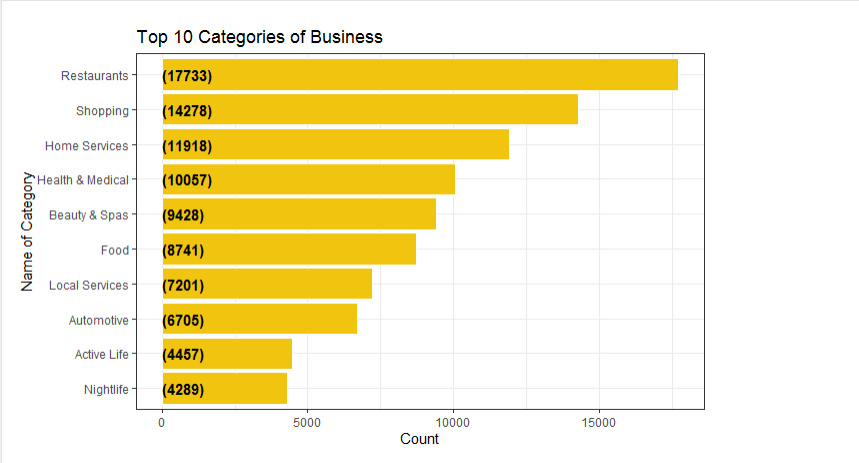 Top 10 Categories of Business
Name of Category
Restaurants (17733)
Shopping (14278)
Home Services (11918)
Health & Medical (10057)
Beauty & Spas (9428)
Food (8741)
Local Services (7201)
Automotive (6705)
Active Life (4457)
Nightlife (4289)
0 5000 10000 15000
Count